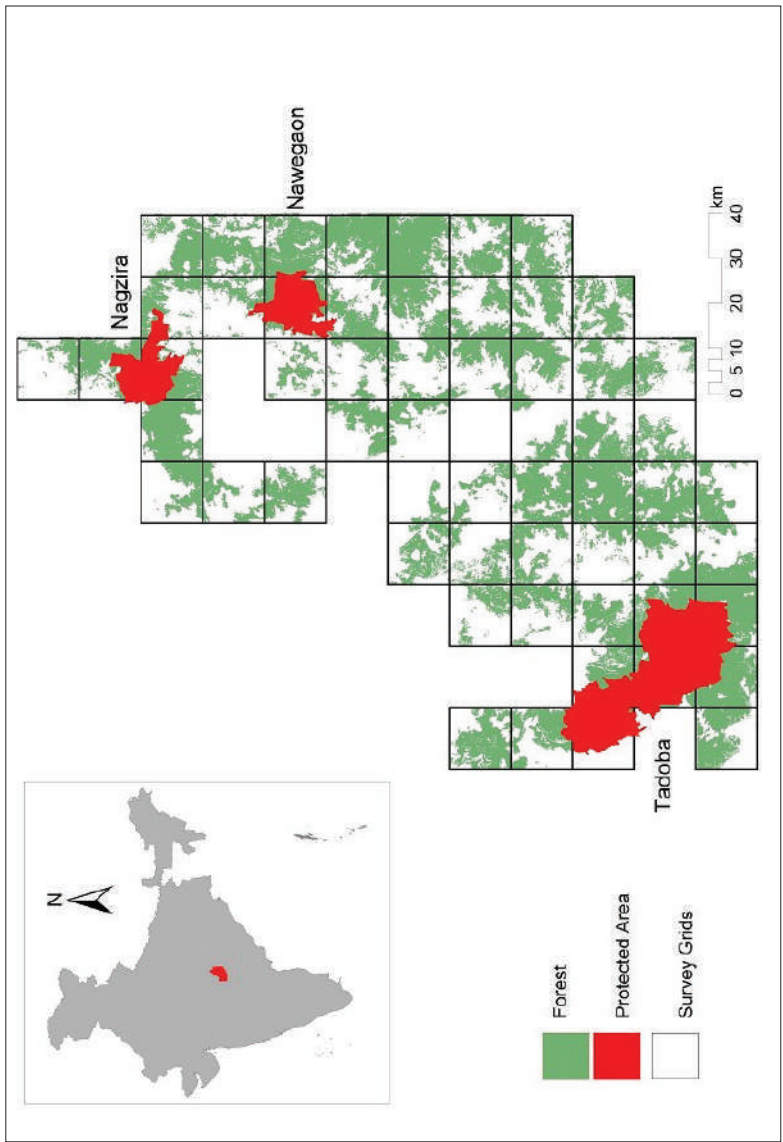 N
Nagzira
Nawegaon
Tadoba
Forest
Protected Area
Survey Grids
0 5 10 20 30 40
km